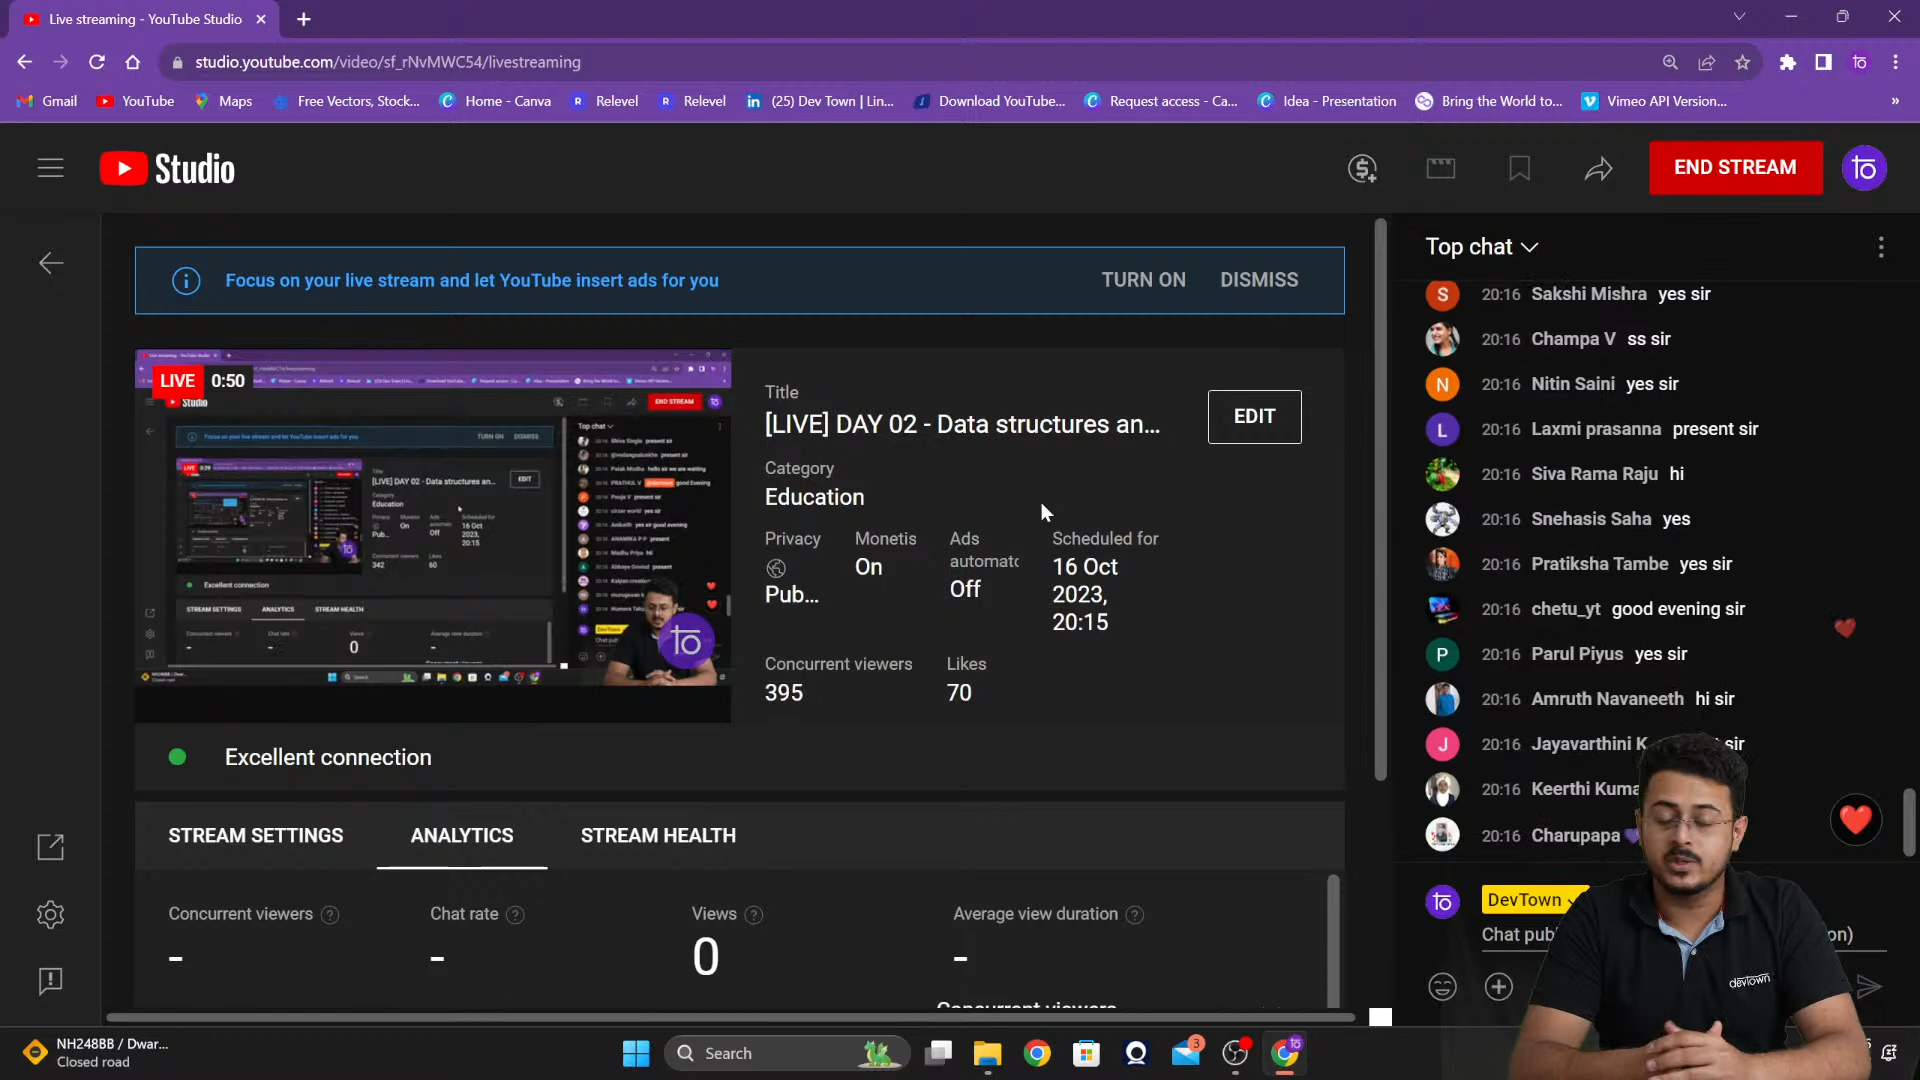 Live streaming - YouTube Studio
studio.youtube.com/video/sf_rNvMWC54/livestreaming
Gmail YouTube Maps Free Vectors, Stock... Home - Canva Relevel Relevel (25) Dev Town | Lin... Download YouTube... Request access - Ca... Idea - Presentation Bring the World to... Vimeo API Version... »
Studio
END STREAM
Focus on your live stream and let YouTube insert ads for you
TURN ON DISMISS
LIVE 0:50
Title
[LIVE] DAY 02 - Data structures an...
EDIT
Category
Education
Privacy
Pub...
Monetis
On
Ads
automatc
Off
Scheduled for
16 Oct
2023,
20:15
Concurrent viewers
395
Likes
70
Excellent connection
STREAM SETTINGS ANALYTICS STREAM HEALTH
Concurrent viewers
-
Chat rate
-
Views
0
Average view duration
-
Concurrent viewers
Top chat
S 20:16 Sakshi Mishra yes sir
20:16 Champa V ss sir
N 20:16 Nitin Saini yes sir
L 20:16 Laxmi prasanna present sir
20:16 Siva Rama Raju hi
20:16 Snehasis Saha yes
20:16 Pratiksha Tambe yes sir
20:16 chetu_yt good evening sir
P 20:16 Parul Piyus yes sir
20:16 Amruth Navaneeth hi sir
J 20:16 Jayavarthini sir
20:16 Keerthi Kuma
20:16 Charupapa
DevTown
Chat pub on)
devtown
NH248BB / Dwar...
Closed road
Search
3